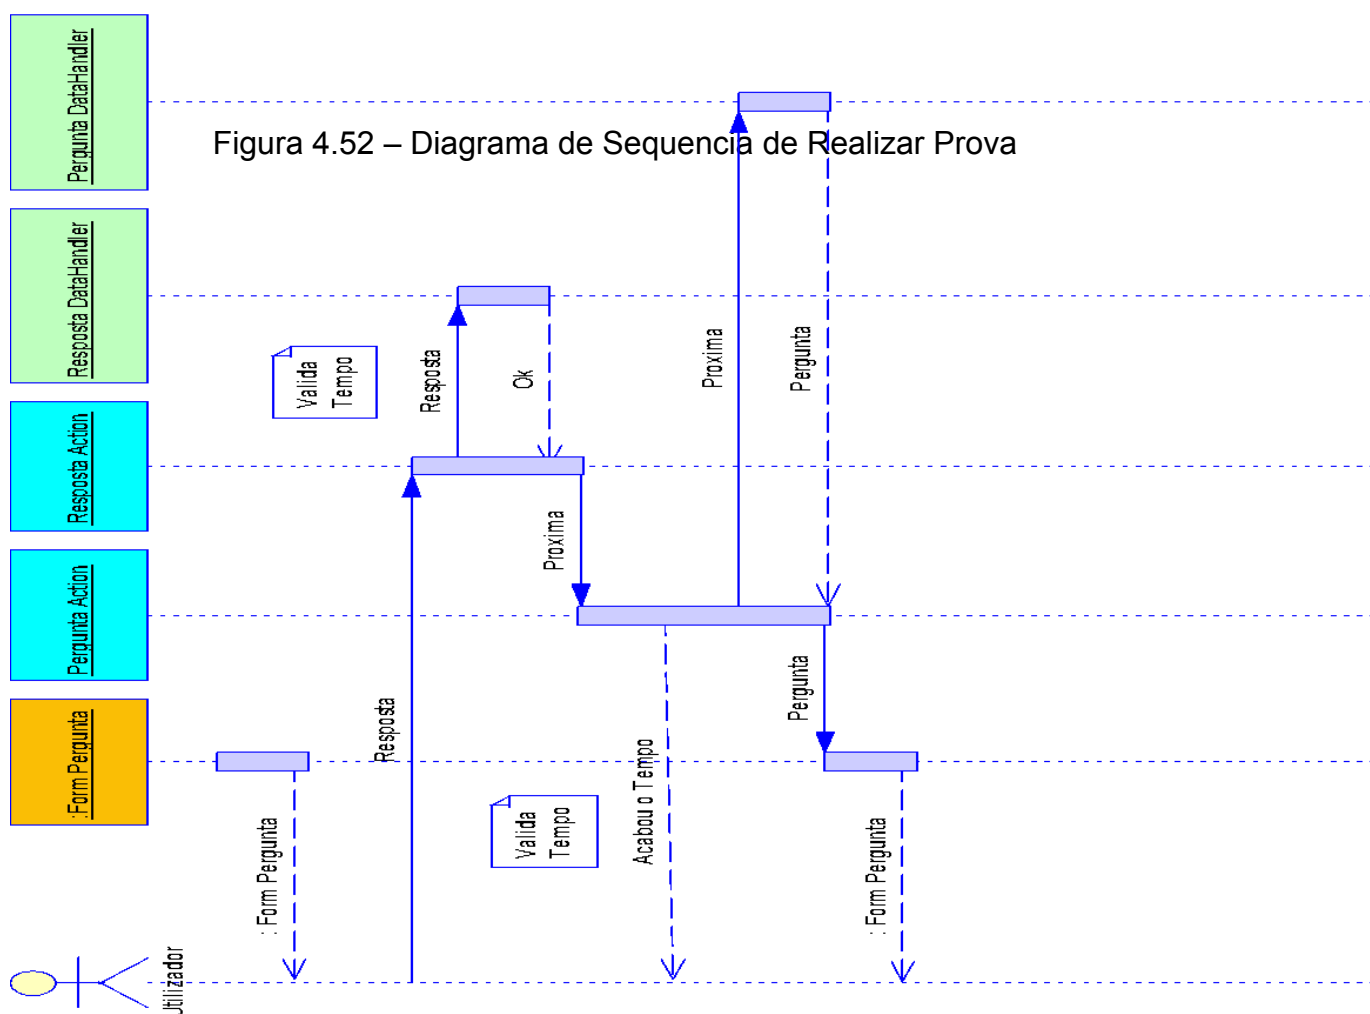 Figura 4.52 – Diagrama de Sequencia de Realizar Prova
Utilizador
:Form Pergunta
Pergunta Action
Resposta Action
Resposta DataHandler
Pergunta DataHandler
: Form Pergunta
Resposta
Valida
Tempo
Resposta
Ok
Proxima
Valida
Tempo
Acabou o Tempo
Proxima
Pergunta
Pergunta
: Form Pergunta